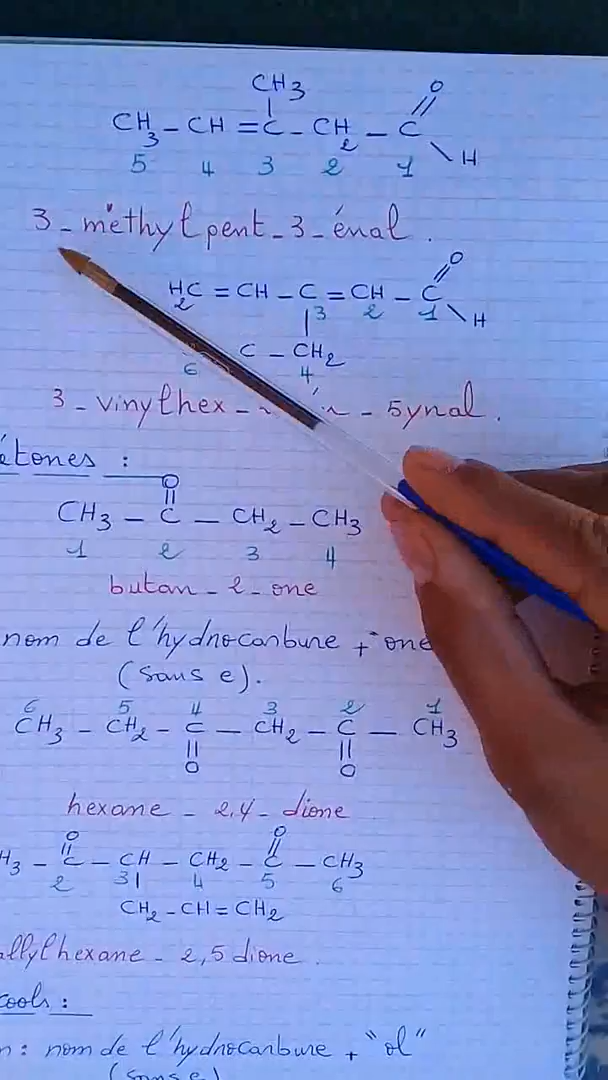 CH3
O
CH3 - CH = C - CH2 - C
H
5 4 3 2 1
3 - méthylpent - 3 - énal.
O
H2C = CH - C = CH - C
3 2 1 H
C - CH2
6 4
3 - vinylhex - - 5ynal.
étones :
O
CH3 - C - CH2 - CH3
1 2 3 4
butan - 2 - one
nom de l'hydrocarbure + "one
(sans e).
6 5 4 3 2 1
CH3 - CH2 - C - CH2 - C - CH3
O O
hexane - 2,4 - dione
O O
H3 - C - CH - CH2 - C - CH3
2 3 4 5 6
CH2 - CH = CH2
allylhexane - 2,5 dione.
cools :
n : nom de l'hydrocarbure + "ol"
(sans e)